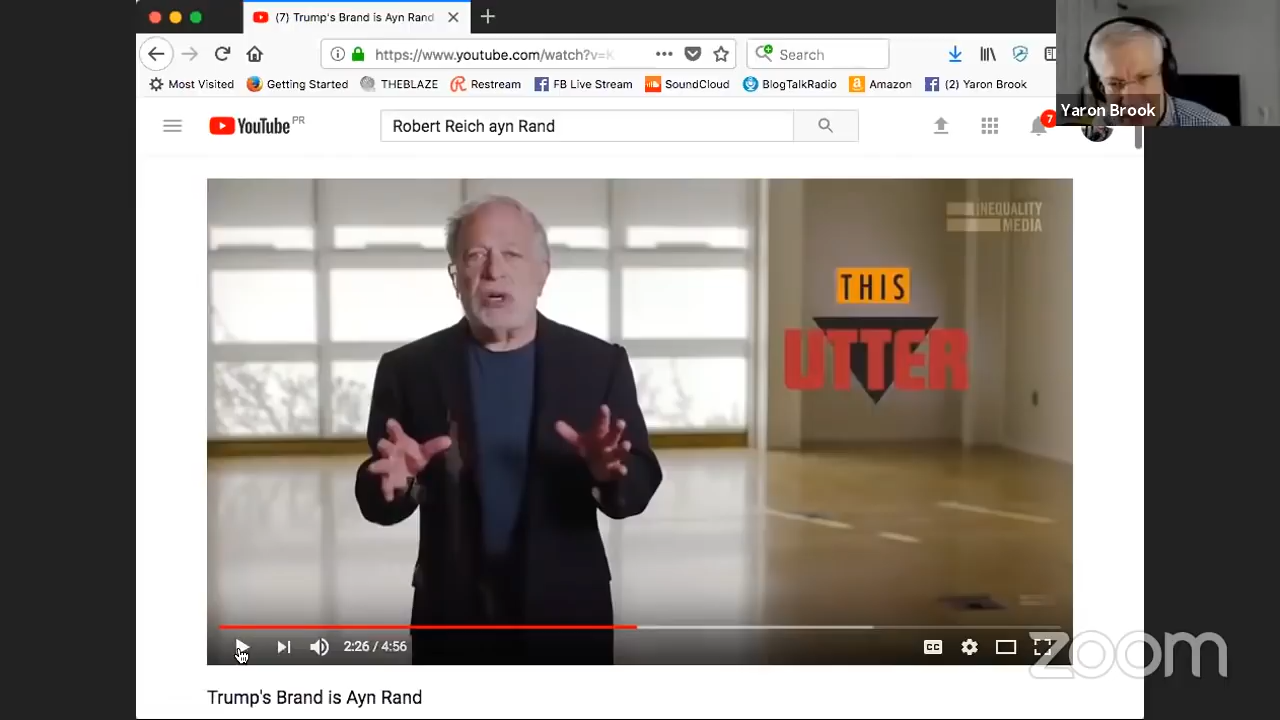 (7) Trump's Brand is Ayn Rand
https://www.youtube.com/watch?v=
Search
Most Visited
Getting Started
THEBLAZE
Restream
FB Live Stream
SoundCloud
BlogTalkRadio
Amazon
(2) Yaron Brook
Yaron Brook
YouTube PR
Robert Reich ayn Rand
7
INEQUALITY
MEDIA
THIS
UTTER
2:26 / 4:56
CC
zoom
Trump's Brand is Ayn Rand